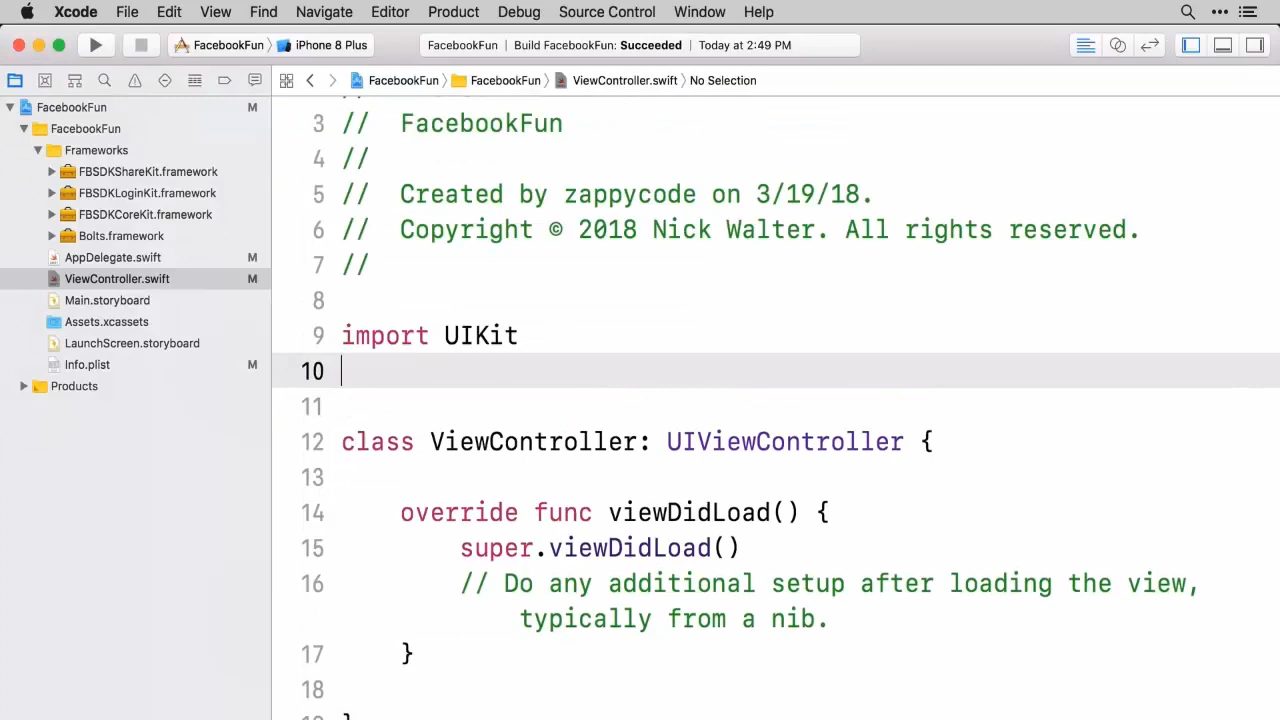 Xcode File Edit View Find Navigate Editor Product Debug Source Control Window Help
FacebookFun iPhone 8 Plus FacebookFun | Build FacebookFun: Succeeded | Today at 2:49 PM
FacebookFun FacebookFun ViewController.swift No Selection
FacebookFun M
FacebookFun
Frameworks
FBSDKShareKit.framework
FBSDKLoginKit.framework
FBSDKCoreKit.framework
Bolts.framework
AppDelegate.swift M
ViewController.swift M
Main.storyboard
Assets.xcassets
LaunchScreen.storyboard
Info.plist M
Products
3 //  FacebookFun
4 //
5 //  Created by zappycode on 3/19/18.
6 //  Copyright © 2018 Nick Walter. All rights reserved.
7 //
8
9 import UIKit
10
11
12 class ViewController: UIViewController {
13
14     override func viewDidLoad() {
15         super.viewDidLoad()
16         // Do any additional setup after loading the view,
typically from a nib.
17     }
18